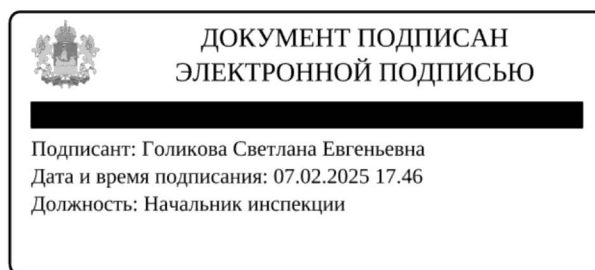 ДОКУМЕНТ ПОДПИСАН
ЭЛЕКТРОННОЙ ПОДПИСЬЮ
Подписант: Голикова Светлана Евгеньевна
Дата и время подписания: 07.02.2025 17.46
Должность: Начальник инспекции